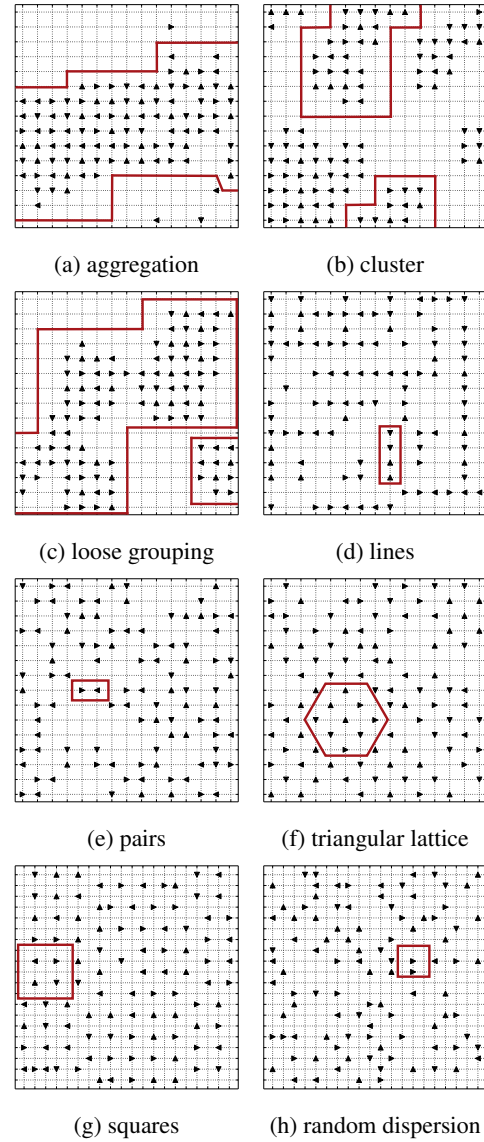 (a) aggregation
(b) cluster
(c) loose grouping
(d) lines
(e) pairs
(f) triangular lattice
(g) squares
(h) random dispersion